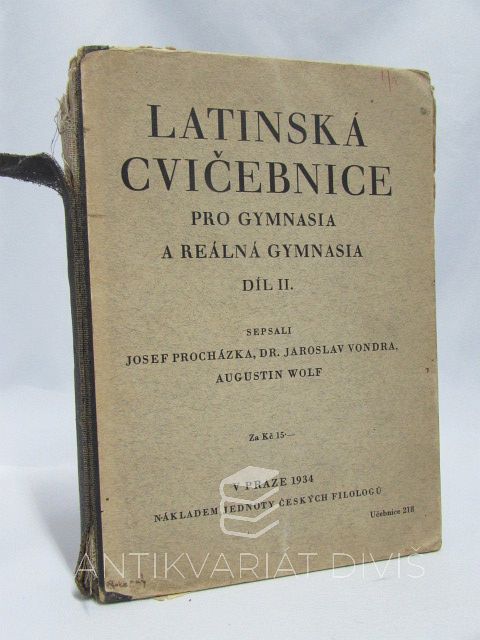 LATINSKÁ
CVIČEBNICE
PRO GYMNASIA
A REÁLNÁ GYMNASIA
DÍL II.
SEPSALI
JOSEF PROCHÁZKA, DR. JAROSLAV VONDRA,
AUGUSTIN WOLF
Za Kč 15·—
V PRAZE 1934
NÁKLADEM JEDNOTY ČESKÝCH FILOLOGŮ
Učebnice 218
ANTIKVARIÁT DIVIŠ